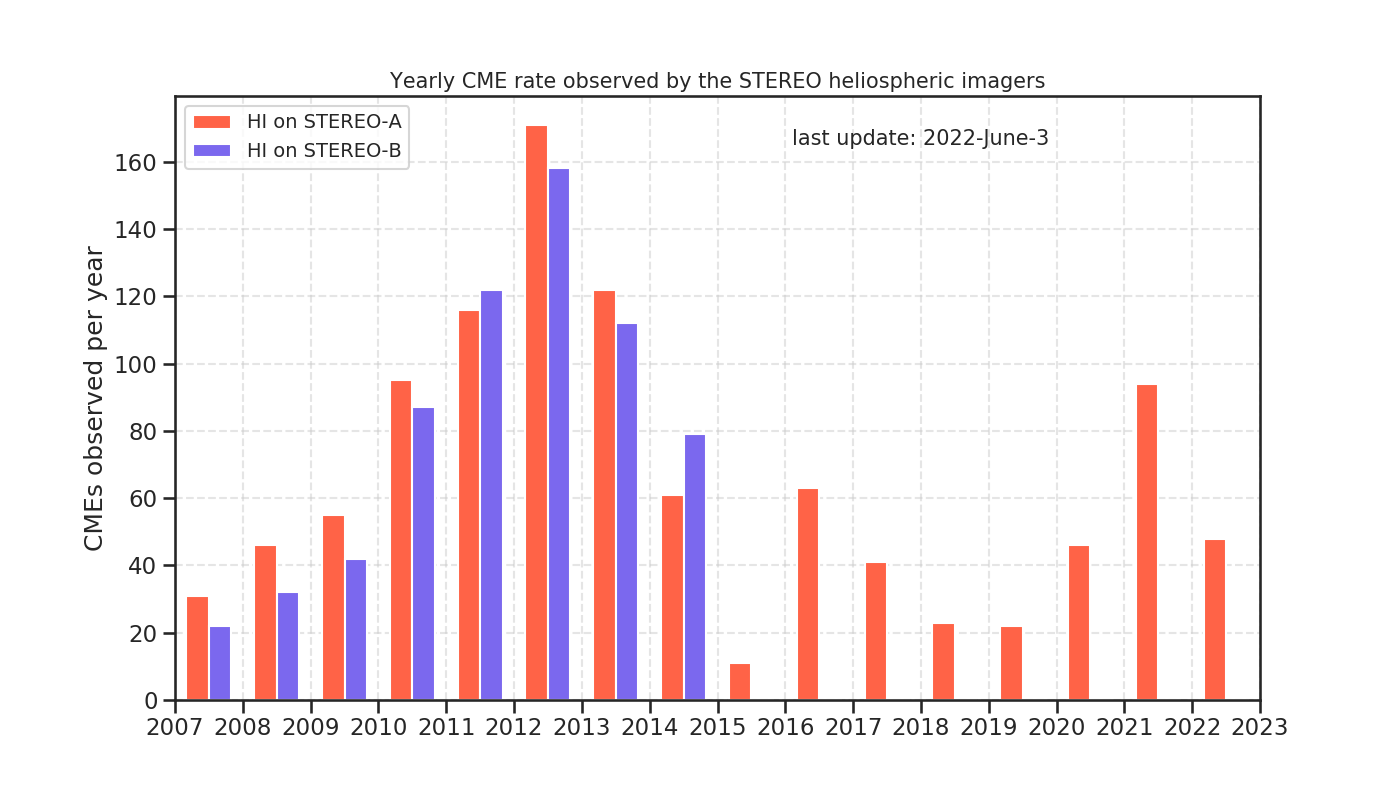 Yearly CME rate observed by the STEREO heliospheric imagers
HI on STEREO-A
HI on STEREO-B
last update: 2022-June-3
CMEs observed per year
160
140
120
100
80
60
40
20
0
2007 2008 2009 2010 2011 2012 2013 2014 2015 2016 2017 2018 2019 2020 2021 2022 2023